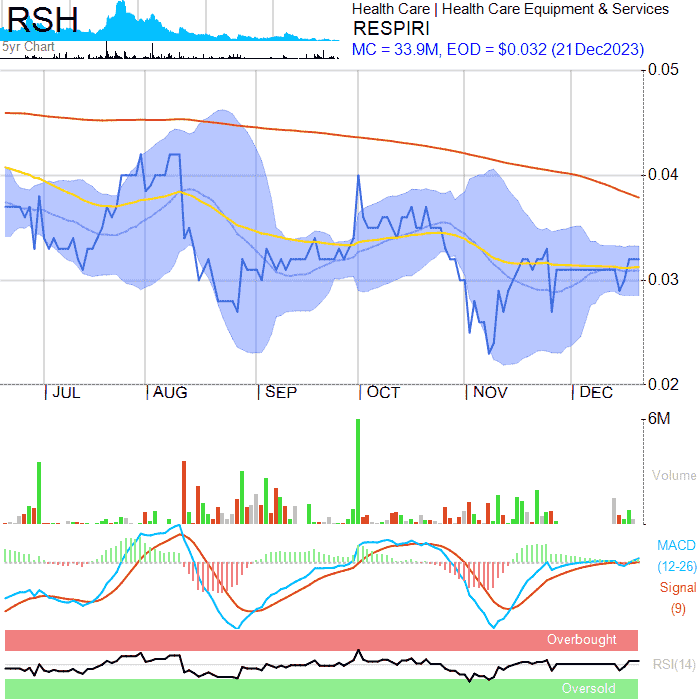 RSH
5yr Chart
Health Care | Health Care Equipment & Services
RESPIRI
MC = 33.9M, EOD = $0.032 (21Dec2023)
0.05
0.04
0.03
0.02
JUL AUG SEP OCT NOV DEC
6M
Volume
MACD
(12-26)
Signal
(9)
Overbought
RSI(14)
Oversold